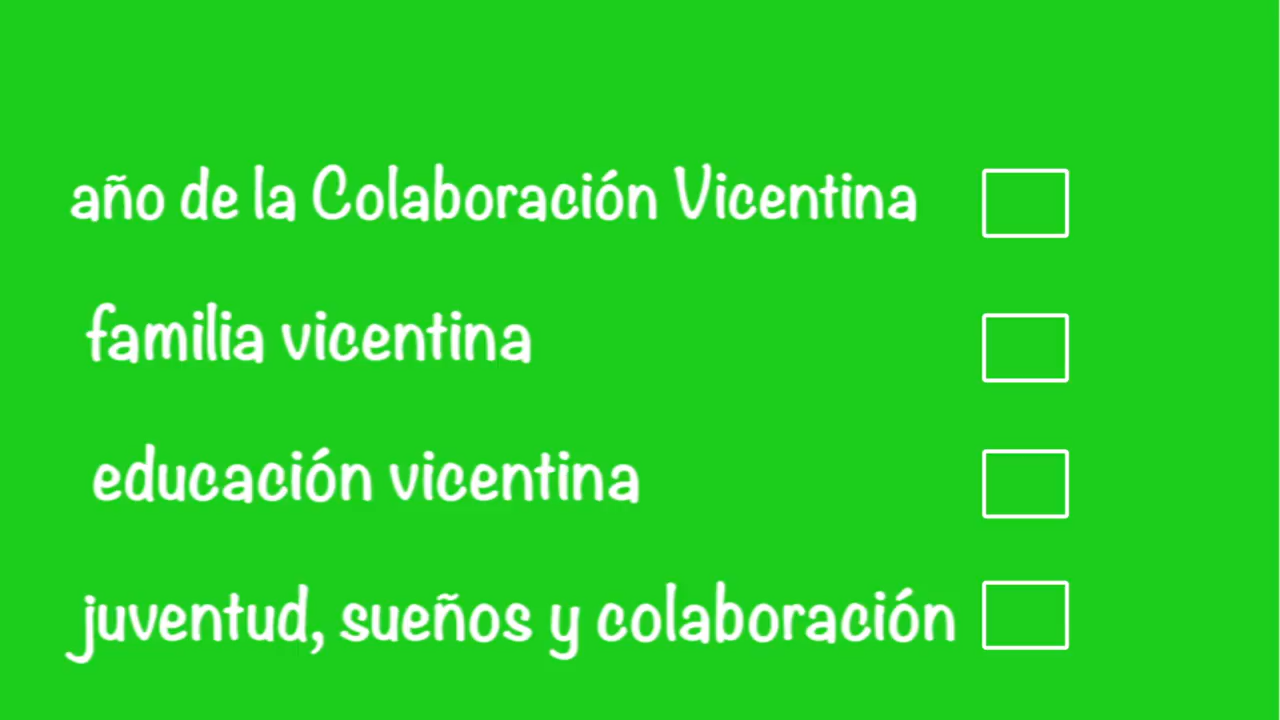 año de la Colaboración Vicentina
familia vicentina
educación vicentina
juventud, sueños y colaboración